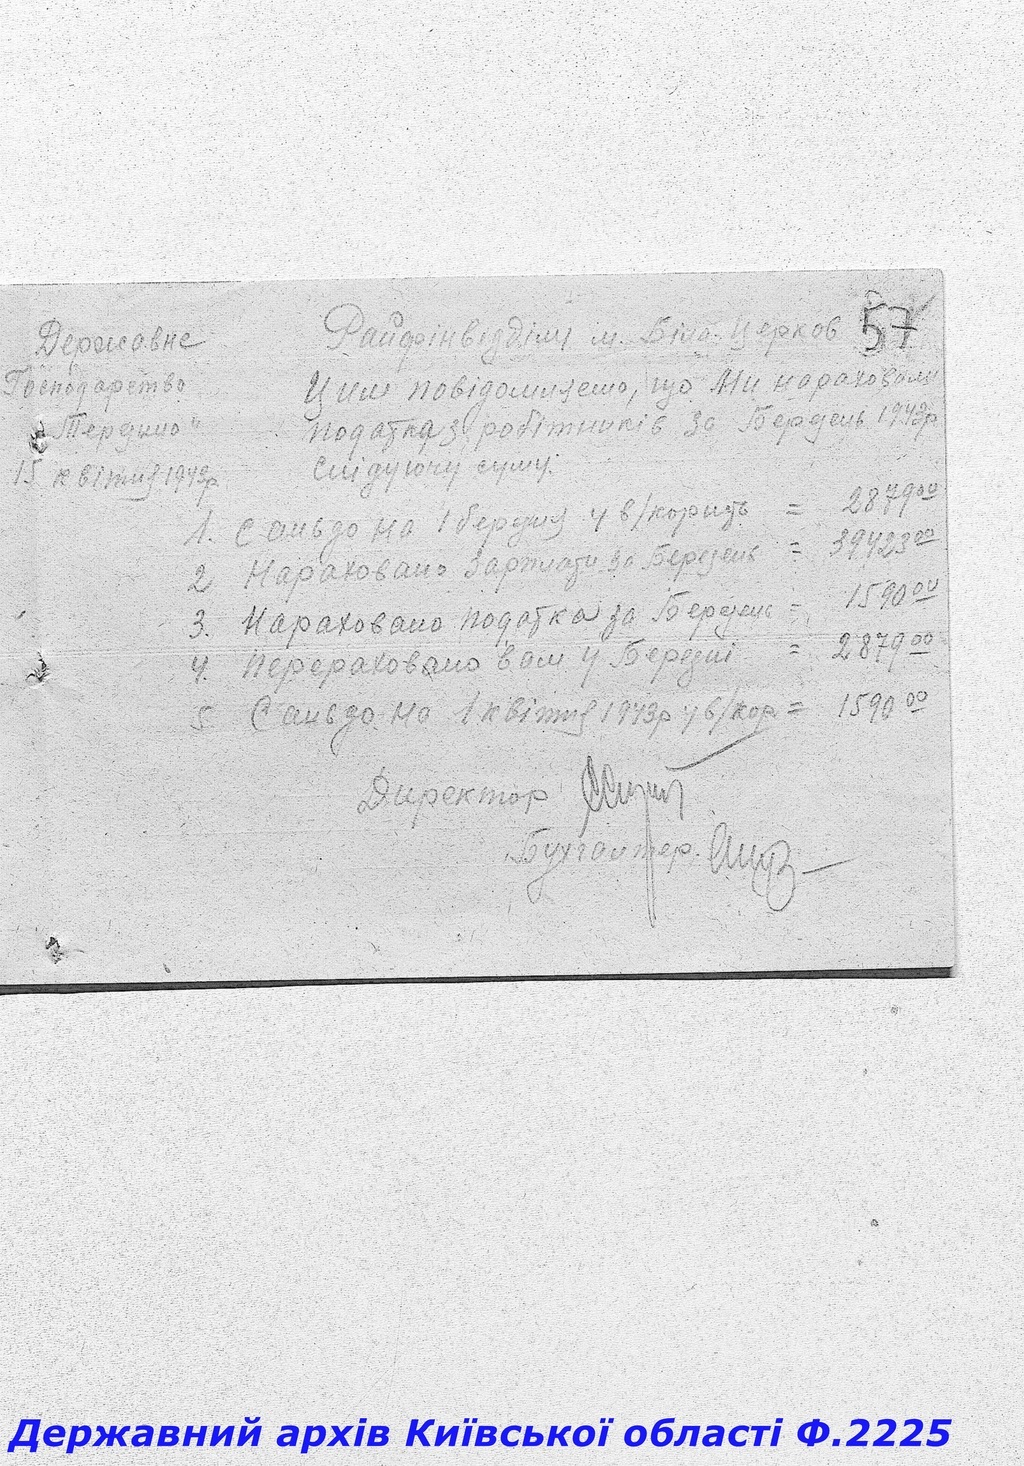 57
Державне
Господарство
„Тердино"
15 квітня 1943р
Райфінвідділу м. Біла-Церков
Цим повідомляємо, що Ми нараховали
податка з робітників за Бердень 1943р
слідуючу суму:
1. Сальдо на 1 березня у в/користь = 2879 00
2 Нараховано Зарплати за Березень = 39423 00
3. Нараховано податка за Березень = 1590 00
4. Перераховано вам у Березні = 2879 00
5 Сальдо на 1 квітня 1943р у в/кор = 1590 00
Директор
Бухгалтер.
Державний архів Київської області Ф.2225